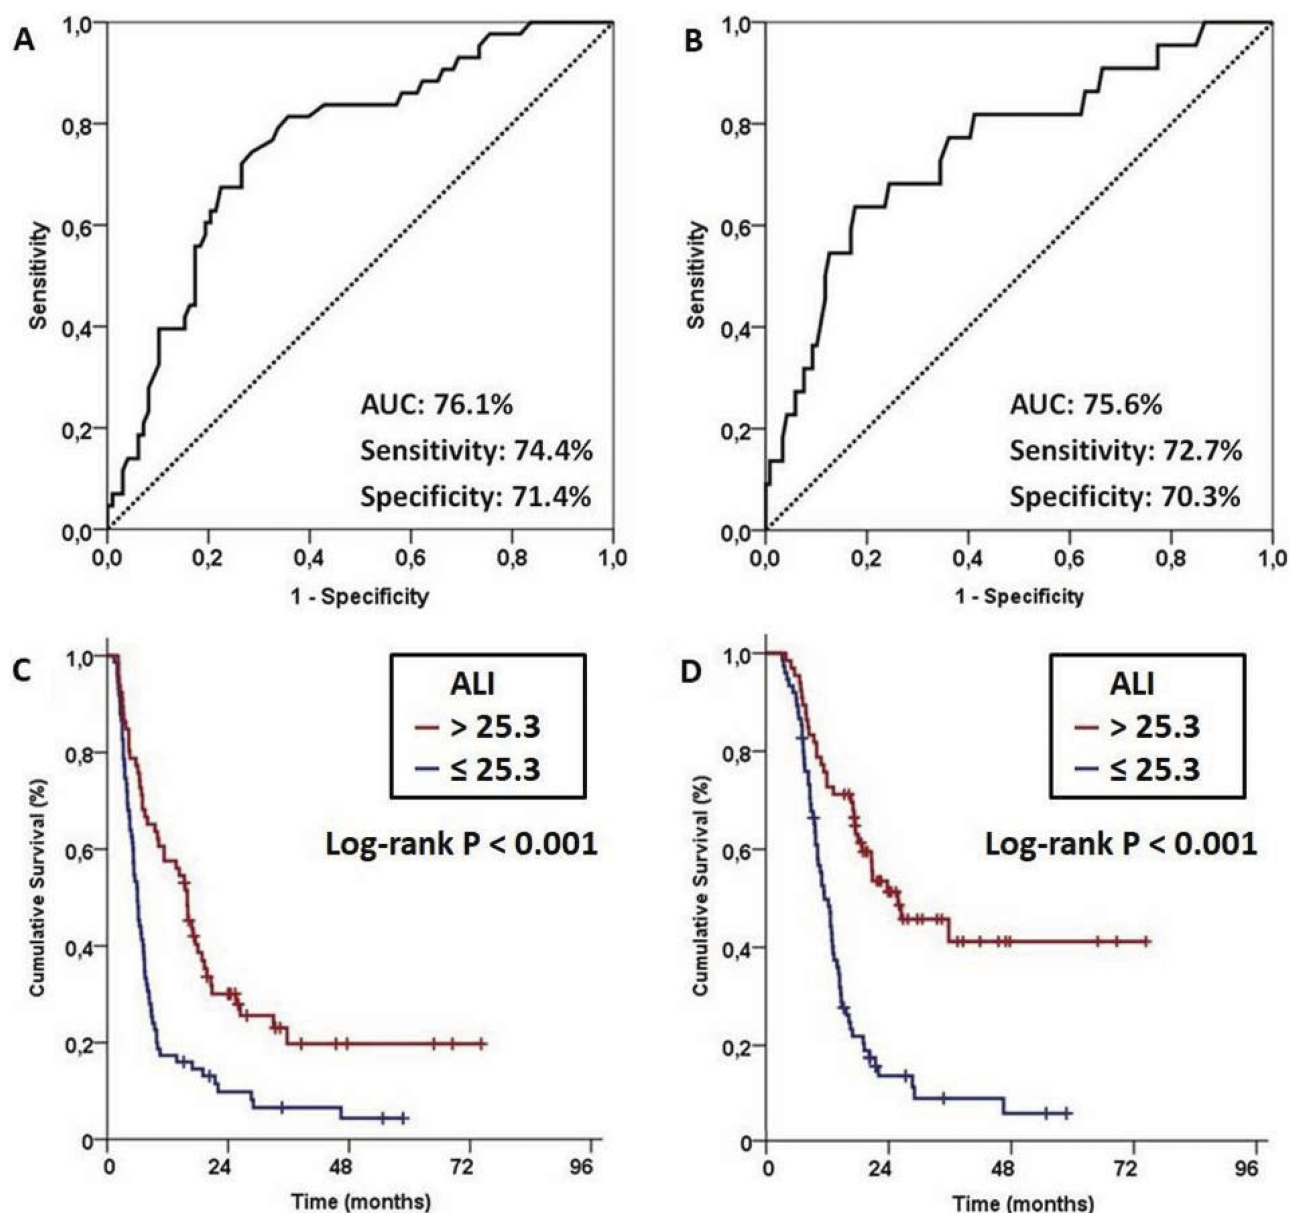 A
1,0
0,8
0,6
0,4
0,2
0,0
Sensitivity
AUC: 76.1%
Sensitivity: 74.4%
Specificity: 71.4%
0,0 0,2 0,4 0,6 0,8 1,0
1 - Specificity
B
1,0
0,8
0,6
0,4
0,2
0,0
Sensitivity
AUC: 75.6%
Sensitivity: 72.7%
Specificity: 70.3%
0,0 0,2 0,4 0,6 0,8 1,0
1 - Specificity
C
1,0
0,8
0,6
0,4
0,2
0
Cumulative Survival (%)
ALI
> 25.3
≤ 25.3
Log-rank P < 0.001
0 24 48 72 96
Time (months)
D
1,0
0,8
0,6
0,4
0,2
0
Cumulative Survival (%)
ALI
> 25.3
≤ 25.3
Log-rank P < 0.001
0 24 48 72 96
Time (months)